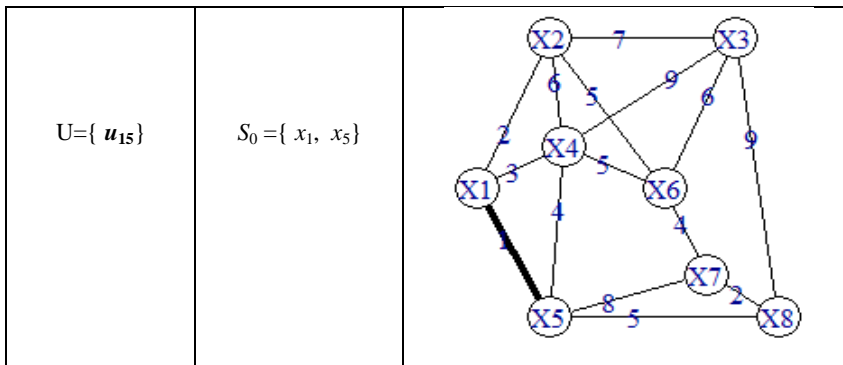 U={ u₁₅}
S₀ ={ x₁, x₅}
X2 7 X3
6 5 9 6
2 X4 9
3 5
X1 X6
4 4
1
X7
8 2
X5 5 X8